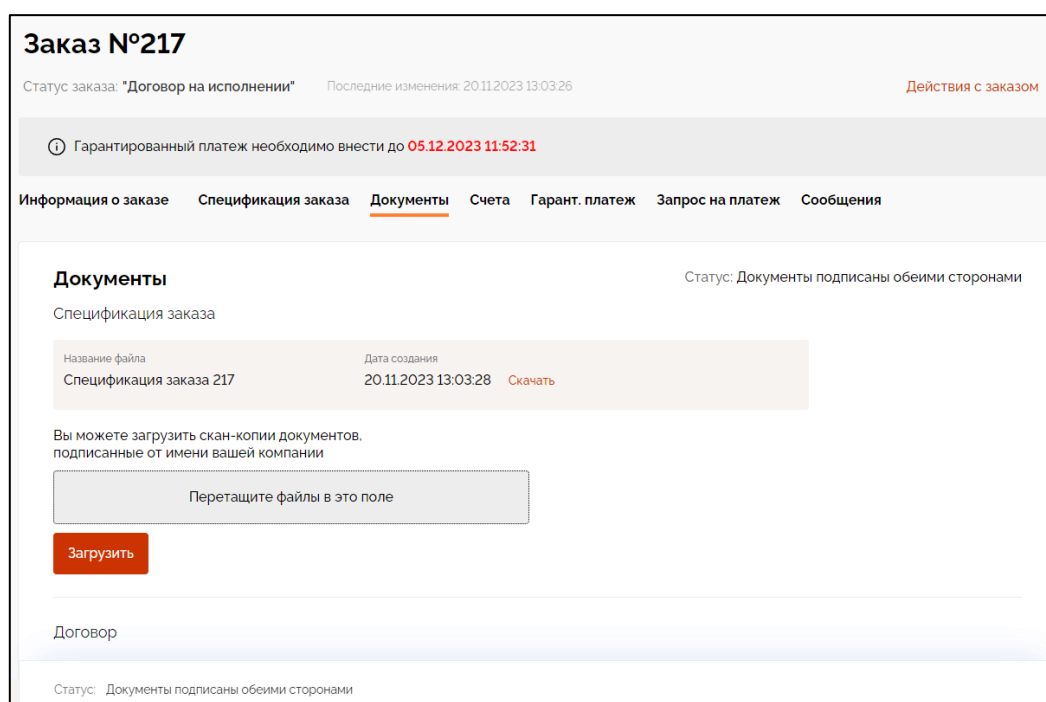 Заказ №217
Статус заказа: "Договор на исполнении" Последние изменения: 20.11.2023 13:03:26 Действия с заказом
Гарантированный платеж необходимо внести до 05.12.2023 11:52:31
Информация о заказе Спецификация заказа Документы Счета Гарант. платеж Запрос на платеж Сообщения
Документы Статус: Документы подписаны обеими сторонами
Спецификация заказа
Название файла Дата создания
Спецификация заказа 217 20.11.2023 13:03:28 Скачать
Вы можете загрузить скан-копии документов,
подписанные от имени вашей компании
Перетащите файлы в это поле
Загрузить
Договор
Статус: Документы подписаны обеими сторонами